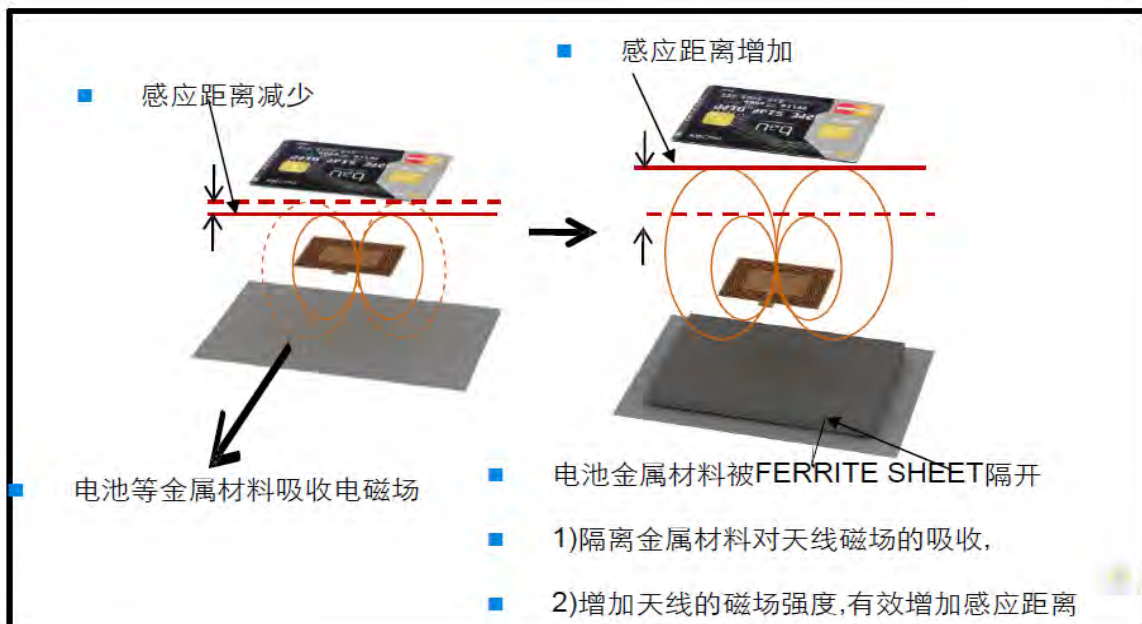 感应距离减少
感应距离增加
电池等金属材料吸收电磁场
电池金属材料被FERRITE SHEET隔开
1)隔离金属材料对天线磁场的吸收,
2)增加天线的磁场强度,有效增加感应距离